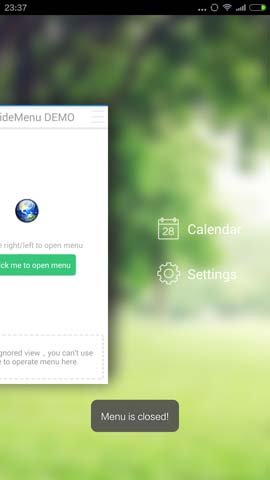 23:37
ideMenu DEMO
right/left to open menu
ck me to open menu
Calendar
28
Settings
gnored view , you can't use
to operate menu here.
Menu is closed!